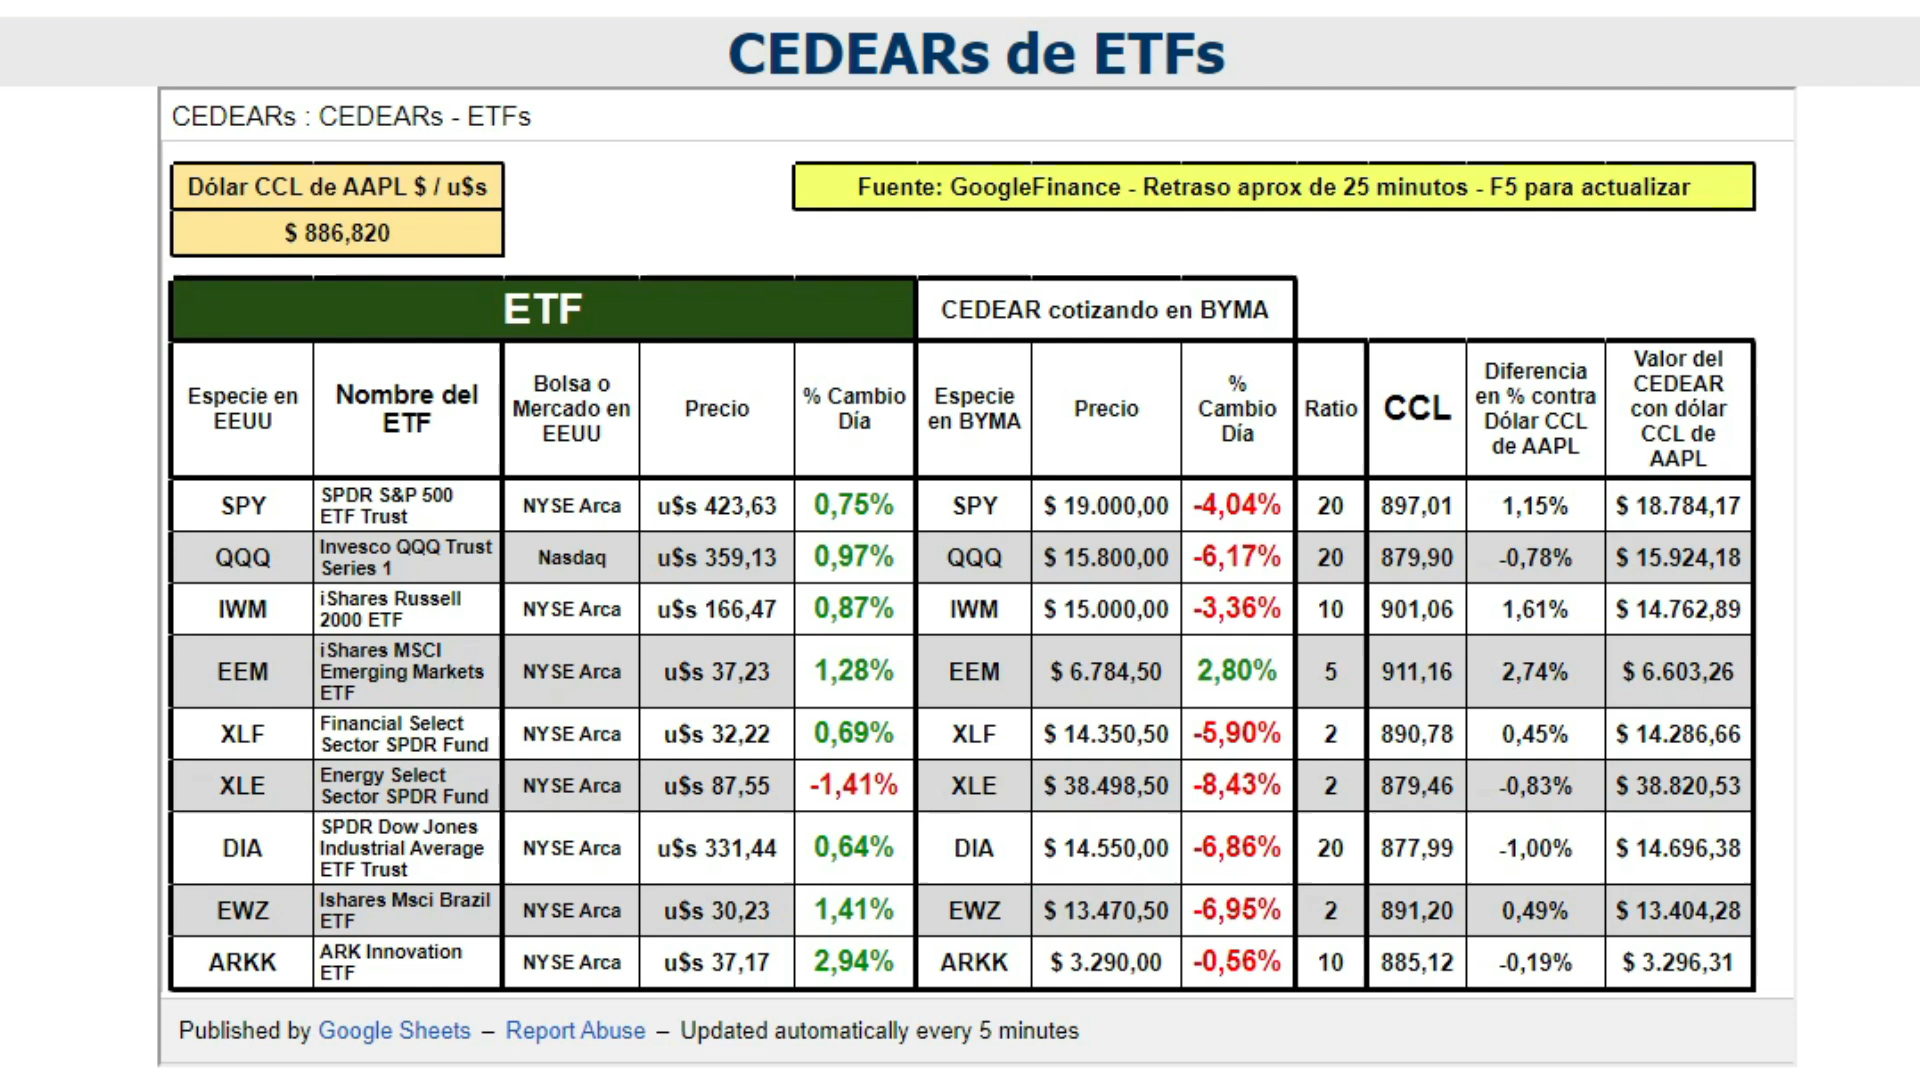 CEDEARs de ETFs
CEDEARs : CEDEARs - ETFs
Dólar CCL de AAPL $ / u$s
$ 886,820
Fuente: GoogleFinance - Retraso aprox de 25 minutos - F5 para actualizar
ETF
CEDEAR cotizando en BYMA
Especie en
EEUU
Nombre del
ETF
Bolsa o
Mercado en
EEUU
Precio
% Cambio
Día
Especie
en BYMA
Precio
%
Cambio
Día
Ratio
CCL
Diferencia
en % contra
Dólar CCL
de AAPL
Valor del
CEDEAR
con dólar
CCL de
AAPL
SPY
SPDR S&P 500
ETF Trust
NYSE Arca
u$s 423,63
0,75%
SPY
$ 19.000,00
-4,04%
20
897,01
1,15%
$ 18.784,17
QQQ
Invesco QQQ Trust
Series 1
Nasdaq
u$s 359,13
0,97%
QQQ
$ 15.800,00
-6,17%
20
879,90
-0,78%
$ 15.924,18
IWM
iShares Russell
2000 ETF
NYSE Arca
u$s 166,47
0,87%
IWM
$ 15.000,00
-3,36%
10
901,06
1,61%
$ 14.762,89
EEM
iShares MSCI
Emerging Markets
ETF
NYSE Arca
u$s 37,23
1,28%
EEM
$ 6.784,50
2,80%
5
911,16
2,74%
$ 6.603,26
XLF
Financial Select
Sector SPDR Fund
NYSE Arca
u$s 32,22
0,69%
XLF
$ 14.350,50
-5,90%
2
890,78
0,45%
$ 14.286,66
XLE
Energy Select
Sector SPDR Fund
NYSE Arca
u$s 87,55
-1,41%
XLE
$ 38.498,50
-8,43%
2
879,46
-0,83%
$ 38.820,53
DIA
SPDR Dow Jones
Industrial Average
ETF Trust
NYSE Arca
u$s 331,44
0,64%
DIA
$ 14.550,00
-6,86%
20
877,99
-1,00%
$ 14.696,38
EWZ
Ishares Msci Brazil
ETF
NYSE Arca
u$s 30,23
1,41%
EWZ
$ 13.470,50
-6,95%
2
891,20
0,49%
$ 13.404,28
ARKK
ARK Innovation
ETF
NYSE Arca
u$s 37,17
2,94%
ARKK
$ 3.290,00
-0,56%
10
885,12
-0,19%
$ 3.296,31
Published by Google Sheets – Report Abuse – Updated automatically every 5 minutes